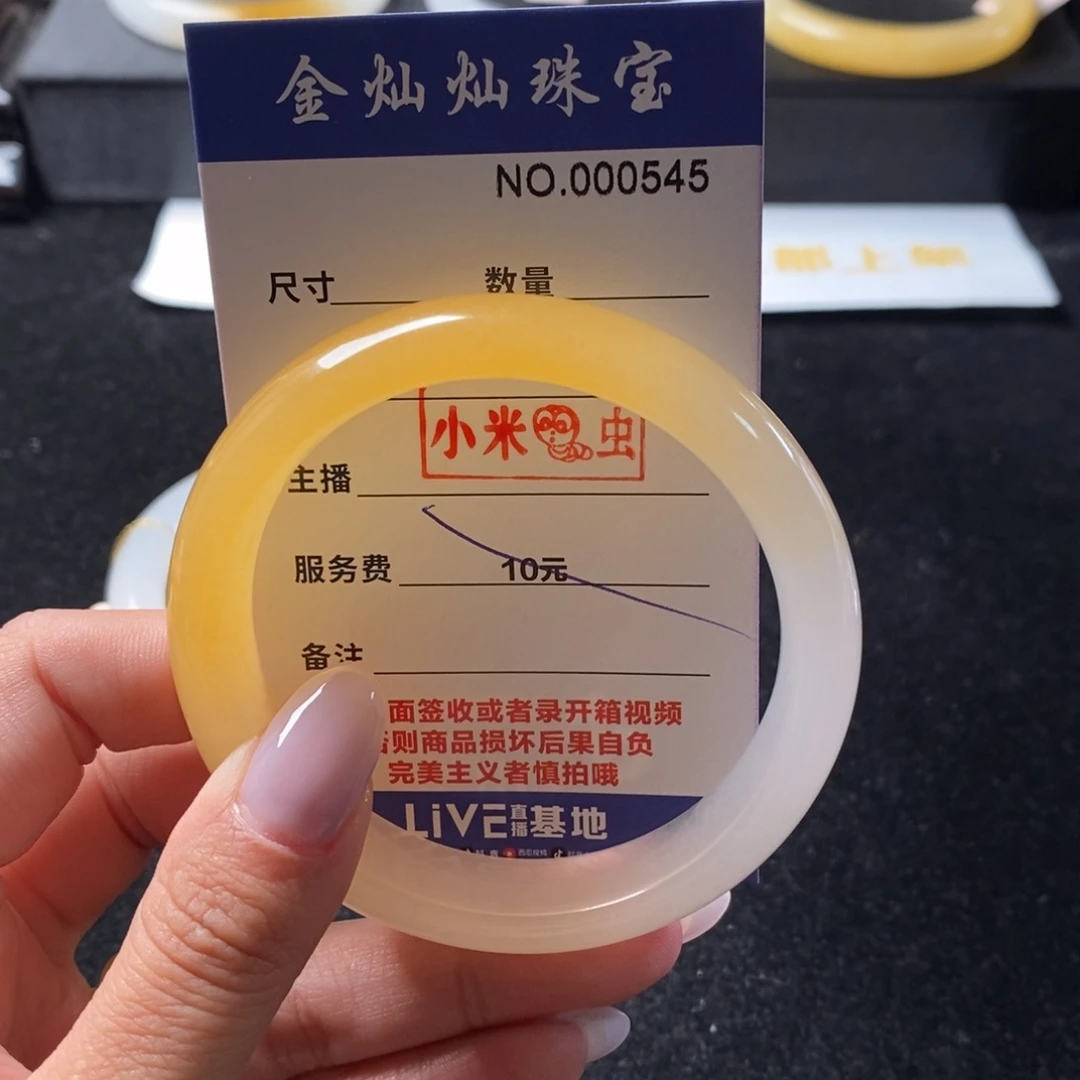 金灿灿珠宝
NO.000545
尺寸 数量
小米虫
主播
服务费 10元
备注
面签收或者录开箱视频
否则商品损坏后果自负
完美主义者慎拍哦
LiVE直播基地